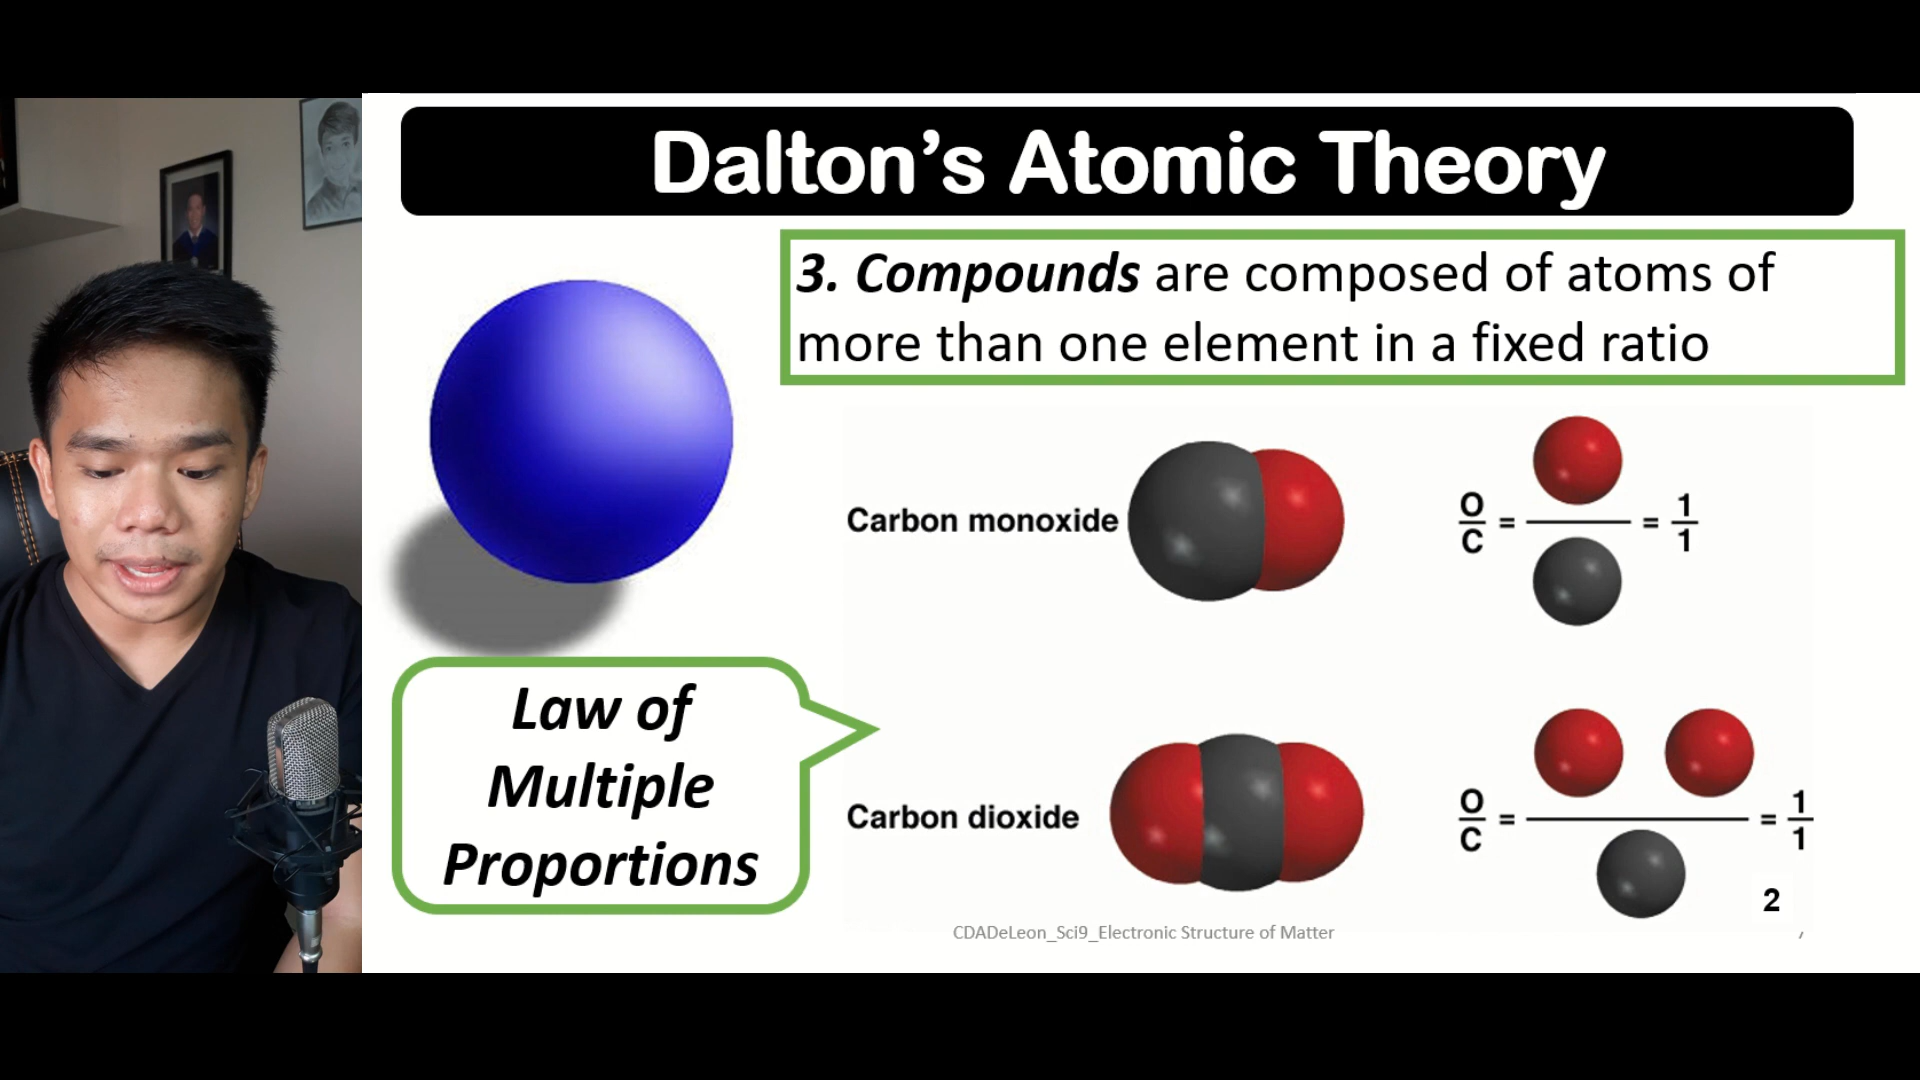 Dalton’s Atomic Theory
3. Compounds are composed of atoms of
more than one element in a fixed ratio
Carbon monoxide
O
C
=
=
1
1
Law of
Multiple
Proportions
Carbon dioxide
O
C
=
=
1
1
2
CDADeLeon_Sci9_Electronic Structure of Matter